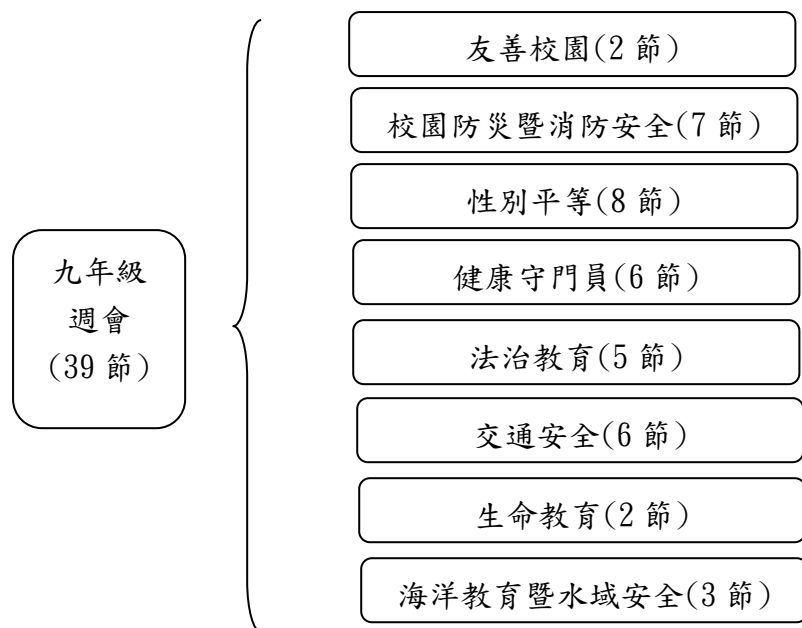 友善校園(2 節)
校園防災暨消防安全(7 節)
性別平等(8 節)
九年級
週會
(39 節)
健康守門員(6 節)
法治教育(5 節)
交通安全(6 節)
生命教育(2 節)
海洋教育暨水域安全(3 節)